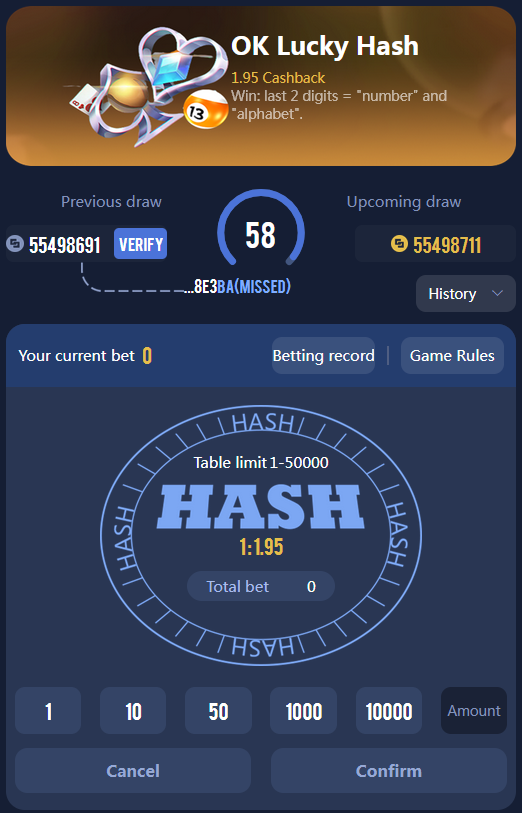 OK Lucky Hash
1.95 Cashback
Win: last 2 digits = "number" and
"alphabet".
13
Previous draw
Upcoming draw
58
55498691 VERIFY
55498711
...8E3BA(MISSED)
History
Your current bet 0
Betting record
Game Rules
HASH
Table limit 1-50000
HASH
1:1.95
HASH
HASH
Total bet 0
HASH
1 10 50 1000 10000 Amount
Cancel Confirm